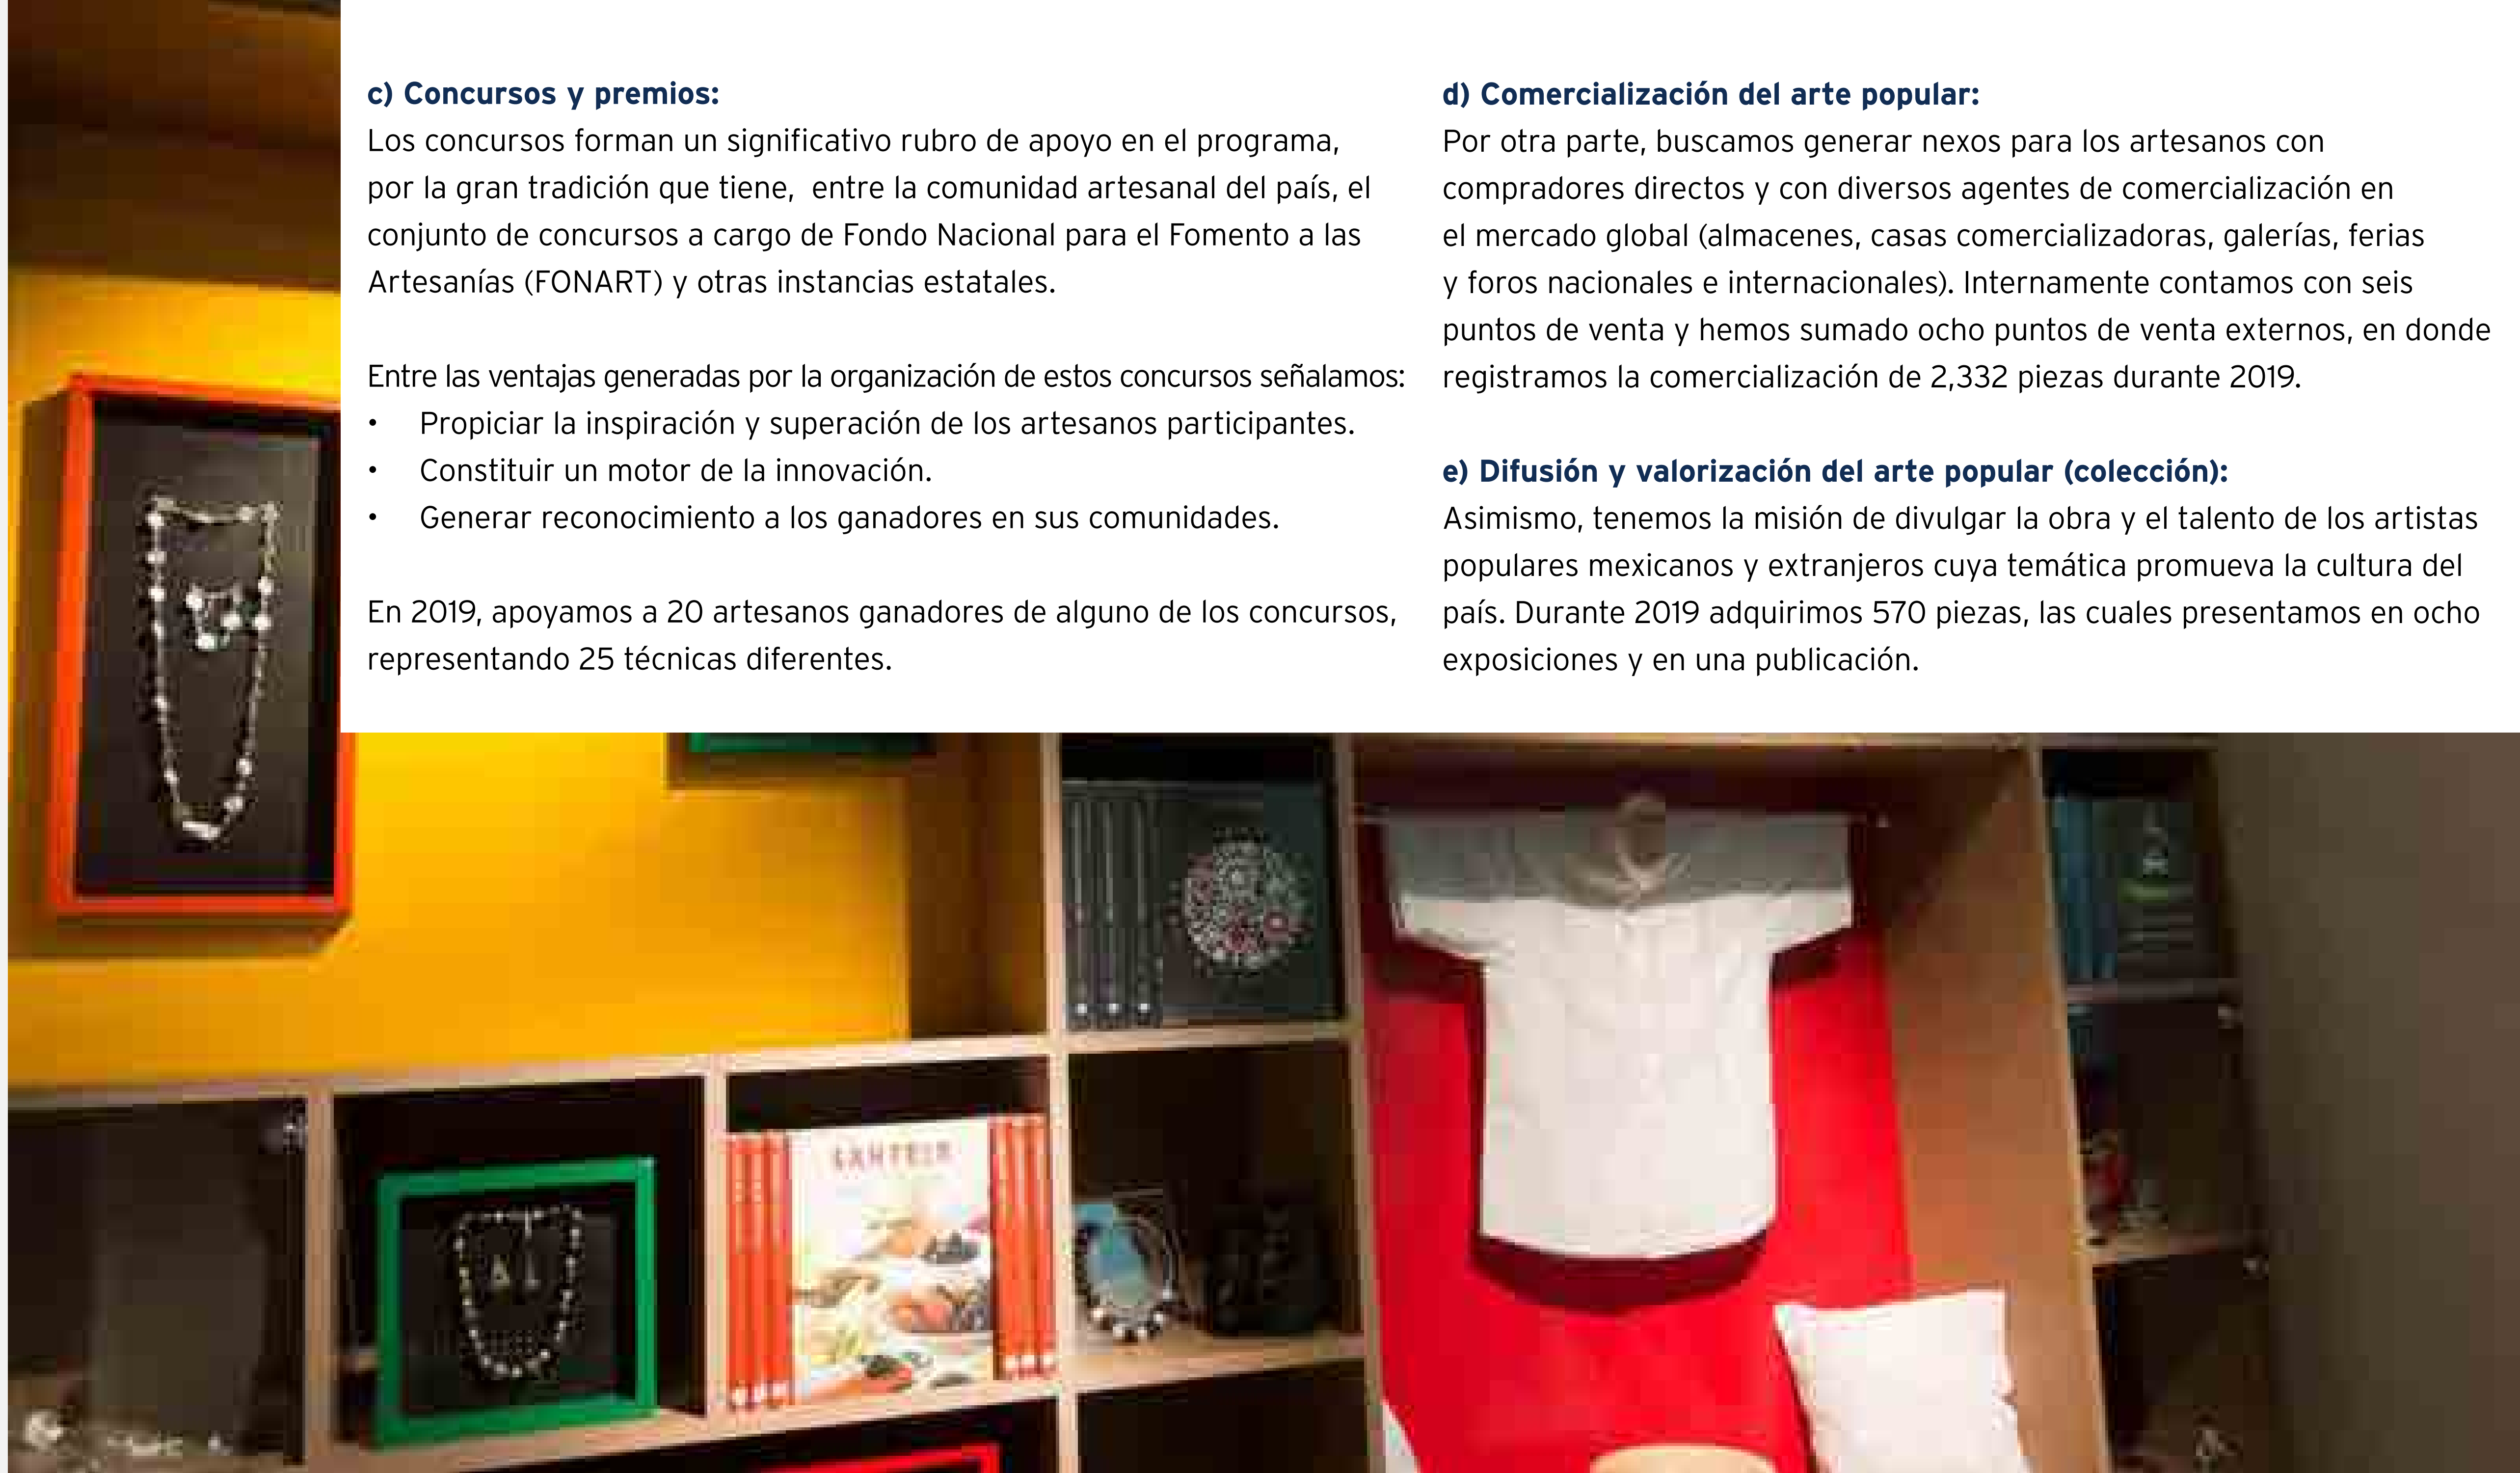 c) Concursos y premios:
Los concursos forman un significativo rubro de apoyo en el programa,
por la gran tradición que tiene,  entre la comunidad artesanal del país, el
conjunto de concursos a cargo de Fondo Nacional para el Fomento a las
Artesanías (FONART) y otras instancias estatales.
Entre las ventajas generadas por la organización de estos concursos señalamos:
• Propiciar la inspiración y superación de los artesanos participantes.
• Constituir un motor de la innovación.
• Generar reconocimiento a los ganadores en sus comunidades.
En 2019, apoyamos a 20 artesanos ganadores de alguno de los concursos,
representando 25 técnicas diferentes.
d) Comercialización del arte popular:
Por otra parte, buscamos generar nexos para los artesanos con
compradores directos y con diversos agentes de comercialización en
el mercado global (almacenes, casas comercializadoras, galerías, ferias
y foros nacionales e internacionales). Internamente contamos con seis
puntos de venta y hemos sumado ocho puntos de venta externos, en donde
registramos la comercialización de 2,332 piezas durante 2019.
e) Difusión y valorización del arte popular (colección):
Asimismo, tenemos la misión de divulgar la obra y el talento de los artistas
populares mexicanos y extranjeros cuya temática promueva la cultura del
país. Durante 2019 adquirimos 570 piezas, las cuales presentamos en ocho
exposiciones y en una publicación.